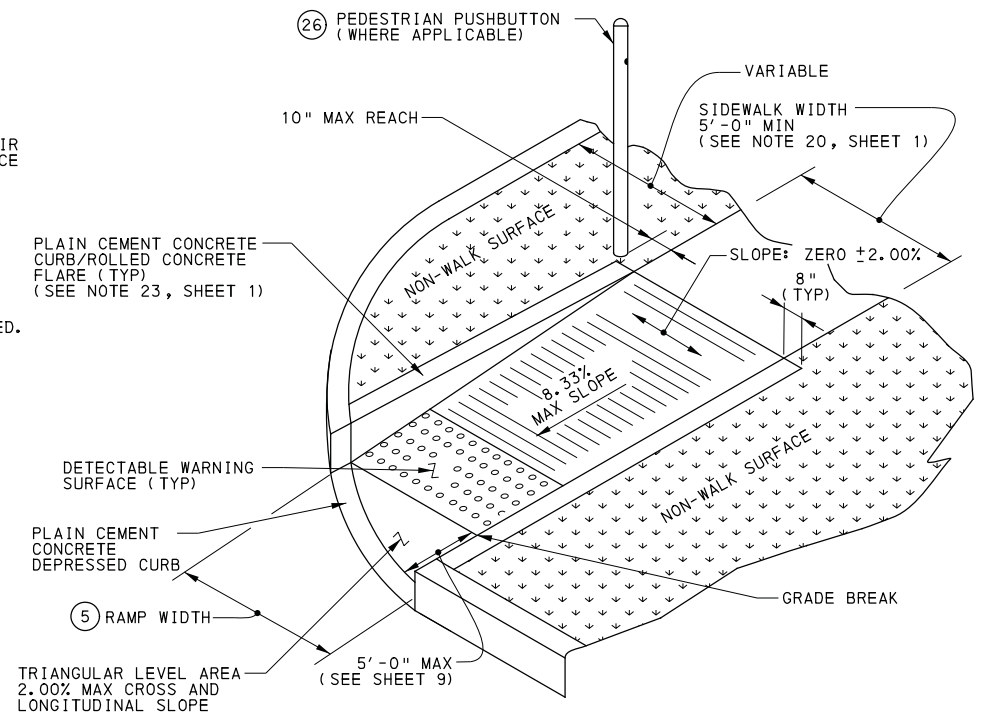 26 PEDESTRIAN PUSHBUTTON
(WHERE APPLICABLE)
VARIABLE
10" MAX REACH
SIDEWALK WIDTH
5'-0" MIN
(SEE NOTE 20, SHEET 1)
IR
CE
PLAIN CEMENT CONCRETE
CURB/ROLLED CONCRETE
FLARE (TYP)
(SEE NOTE 23, SHEET 1)
NON-WALK SURFACE
SLOPE: ZERO ±2.00%
8"
(TYP)
ED.
8.33%
MAX SLOPE
DETECTABLE WARNING
SURFACE (TYP)
NON-WALK SURFACE
PLAIN CEMENT
CONCRETE
DEPRESSED CURB
GRADE BREAK
5 RAMP WIDTH
5'-0" MAX
(SEE SHEET 9)
TRIANGULAR LEVEL AREA
2.00% MAX CROSS AND
LONGITUDINAL SLOPE